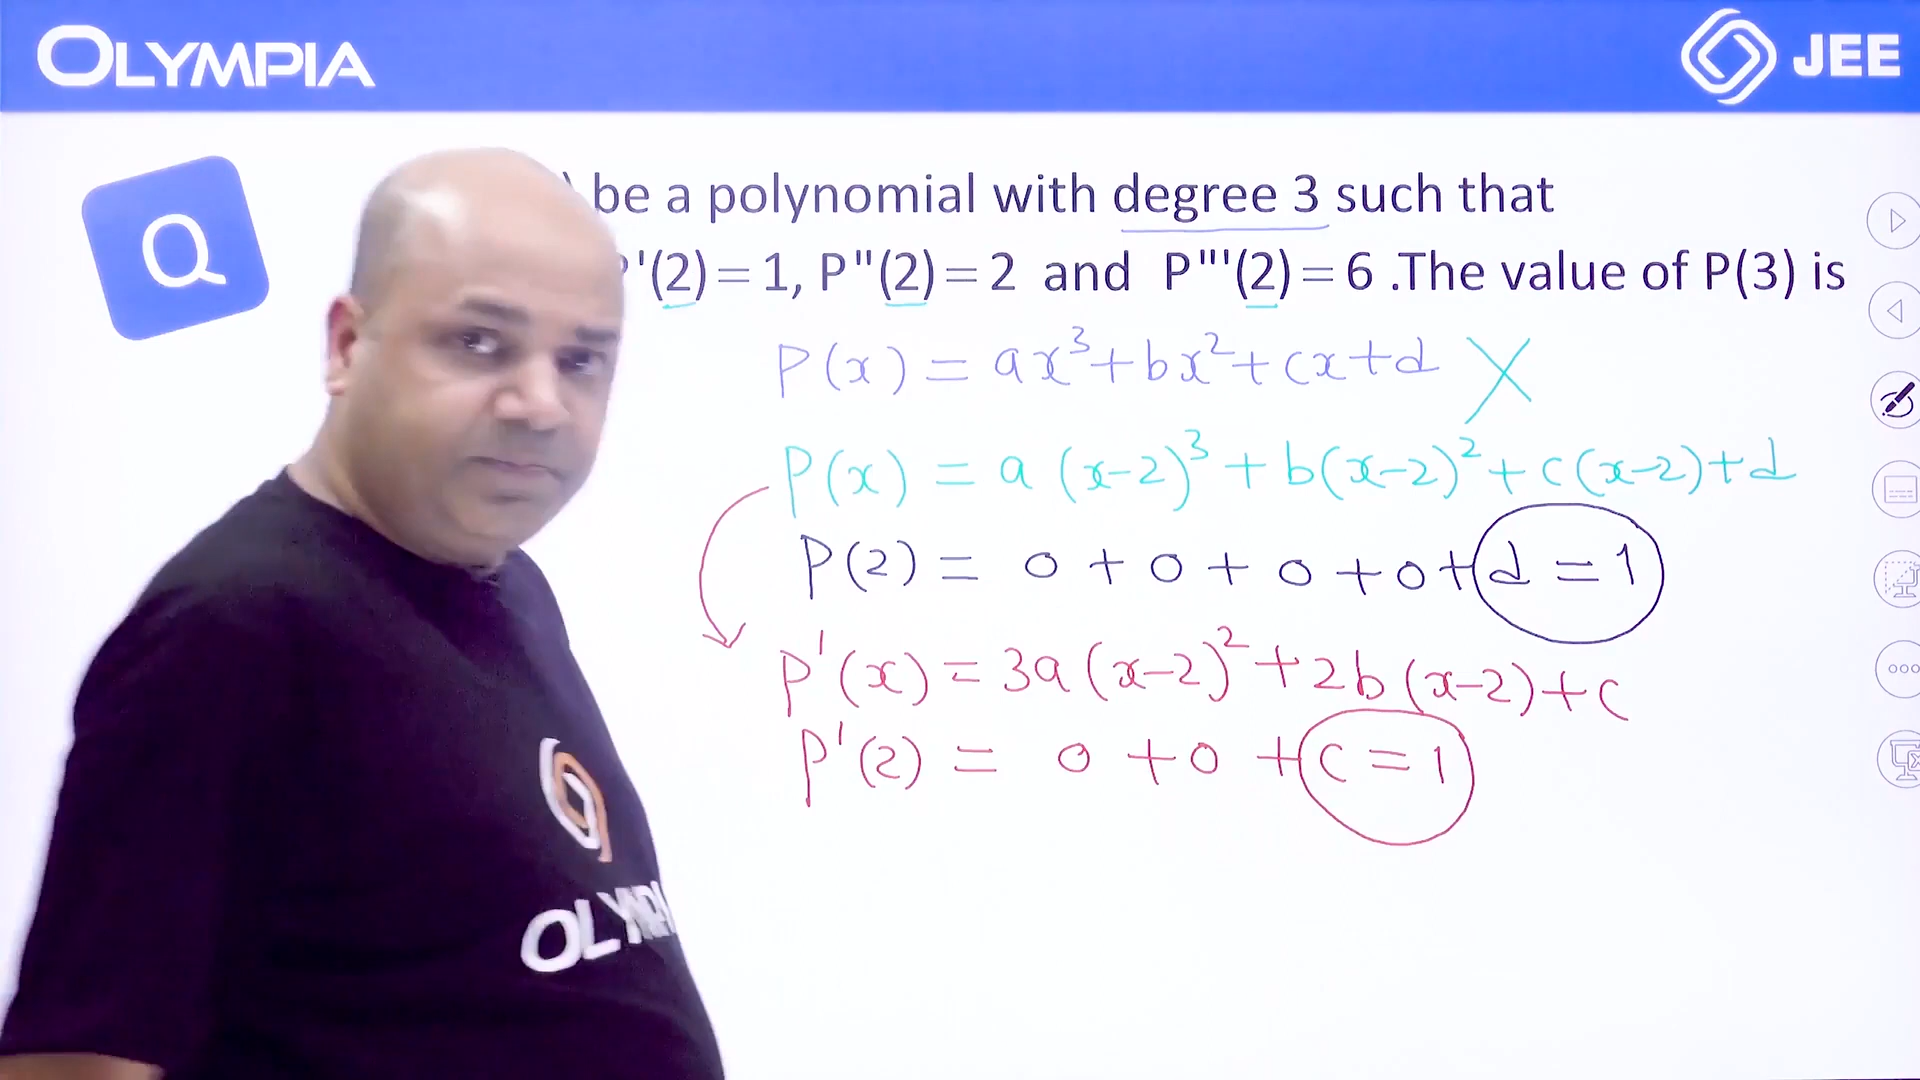 OLYMPIA
JEE
Q
be a polynomial with degree 3 such that
'(2) = 1, P''(2) = 2 and P'''(2) = 6 .The value of P(3) is
P(x) = ax³+bx²+cx+d X
P(x) = a(x-2)³+b(x-2)²+c(x-2)+d
P(2) = 0+0+0+0+d=1
P'(x) = 3a(x-2)²+2b(x-2)+c
P'(2) = 0+0+c=1
OLYMPI